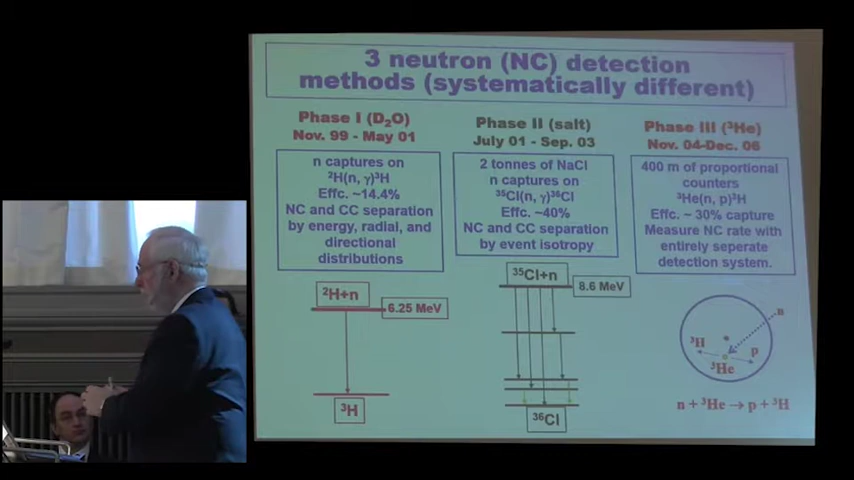 3 neutron (NC) detection
methods (systematically different)
Phase I (D₂O)
Nov. 99 - May 01
n captures on
²H(n, γ)³H
Effc. ~14.4%
NC and CC separation
by energy, radial, and
directional
distributions
²H+n
6.25 MeV
³H
Phase II (salt)
July 01 - Sep. 03
2 tonnes of NaCl
n captures on
³⁵Cl(n, γ)³⁶Cl
Effc. ~40%
NC and CC separation
by event isotropy
³⁵Cl+n
8.6 MeV
³⁶Cl
Phase III (³He)
Nov. 04-Dec. 06
400 m of proportional
counters
³He(n, p)³H
Effc. ~ 30% capture
Measure NC rate with
entirely seperate
detection system.
n
³H
p
³He
n + ³He → p + ³H